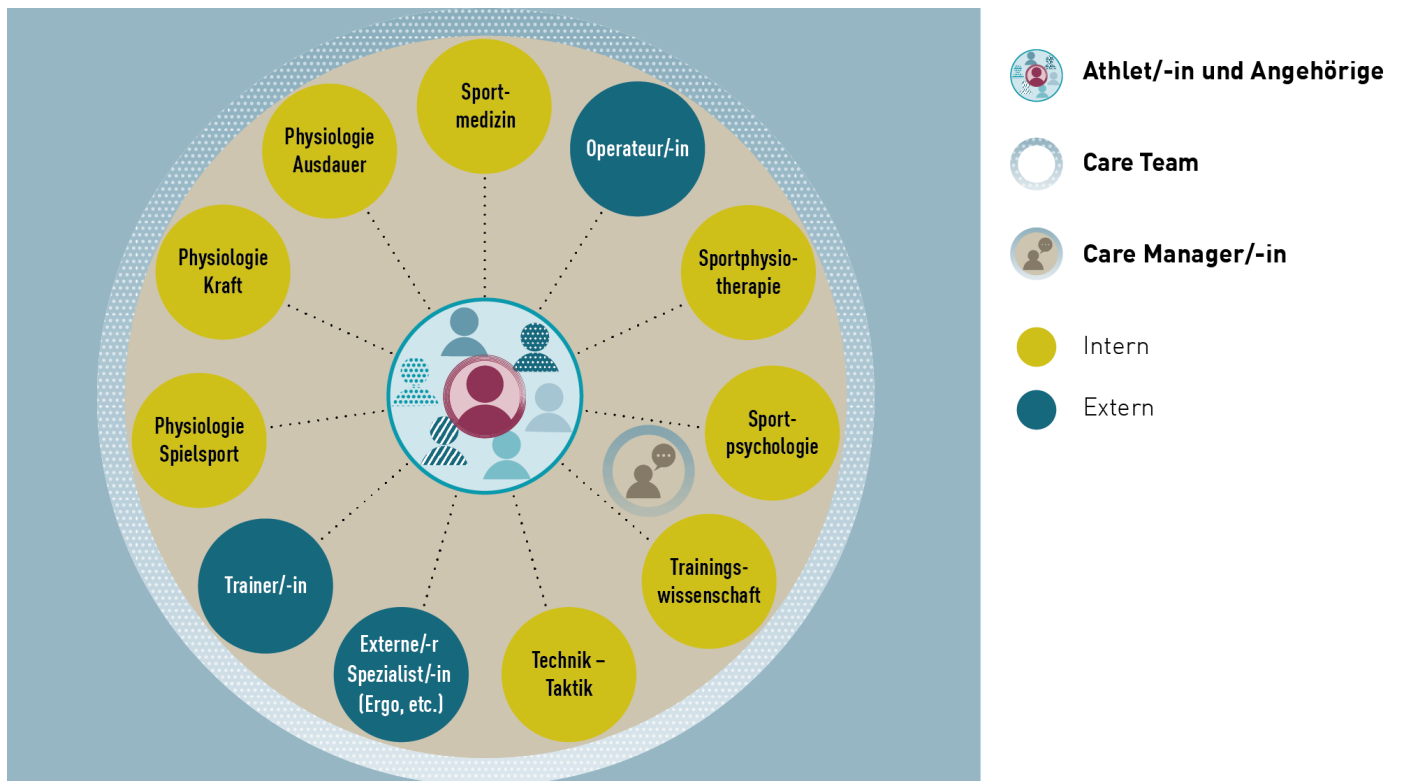 Sport-
medizin
Operateur/-in
Physiologie
Ausdauer
Sportphysio-
therapie
Physiologie
Kraft
Sport-
psychologie
Physiologie
Spielsport
Trainings-
wissenschaft
Trainer/-in
Externe/-r
Spezialist/-in
(Ergo, etc.)
Technik –
Taktik
Athlet/-in und Angehörige
Care Team
Care Manager/-in
Intern
Extern